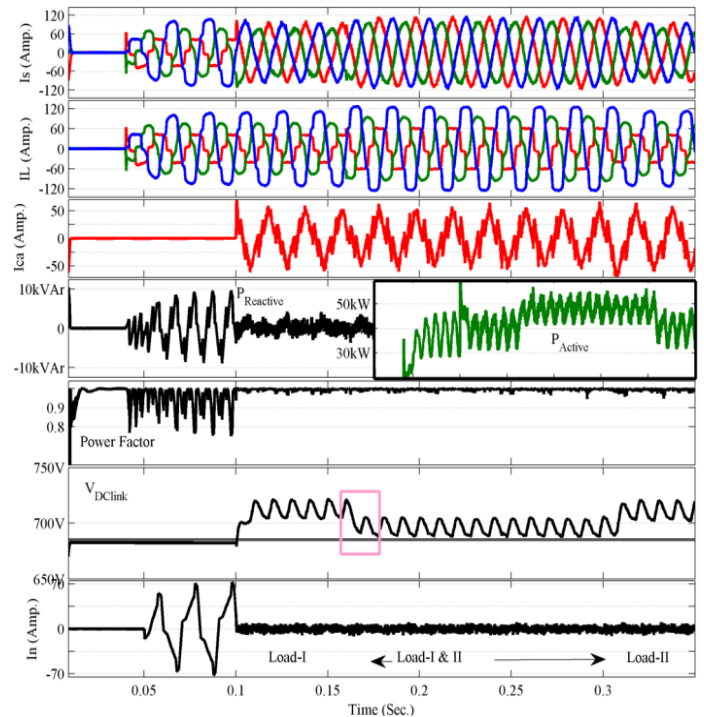 120
60
0
-60
-120
Is (Amp.)
120
60
0
-60
-120
IL (Amp.)
50
0
-50
Ica (Amp.)
10kVAr
0
-10kVAr
P Reactive
50kW
30kW
P Active
0.9
0.8
Power Factor
750V
700V
650V
V DClink
70
0
-70
In (Amp.)
Load-I
Load-I & II
Load-II
0.05
0.1
0.15
0.2
0.25
0.3
Time (Sec.)